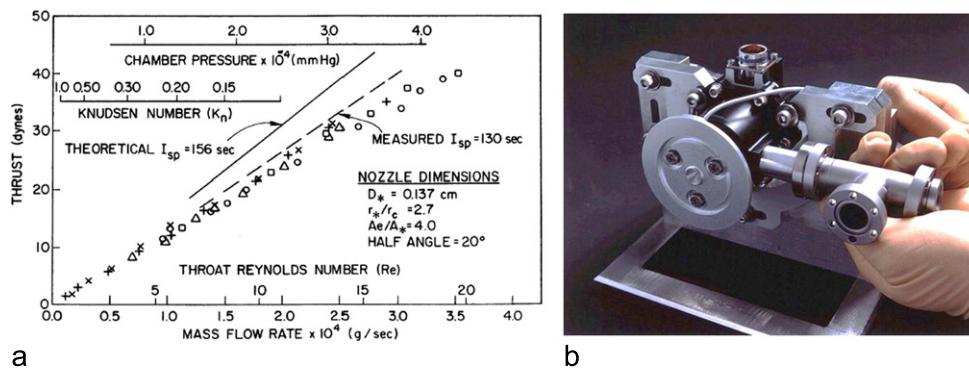 50
40
30
20
10
0
THRUST (dynes)
1.0
2.0
3.0
4.0
CHAMBER PRESSURE × 10⁻⁴ (mmHg)
1.0 0.50 0.30 0.22 0.15
KNUDSEN NUMBER (Kn)
THEORETICAL Isp = 156 sec
MEASURED Isp = 130 sec
NOZZLE DIMENSIONS
D* = 0.137 cm
r*/rc = 2.7
Ae/A* = 4.0
HALF ANGLE = 20°
THROAT REYNOLDS NUMBER (Re)
5 10 15 20
0 0.5 1.0 1.5 2.0 2.5 3.0 3.5 4.0
MASS FLOW RATE × 10⁴ (g/sec)
a
b